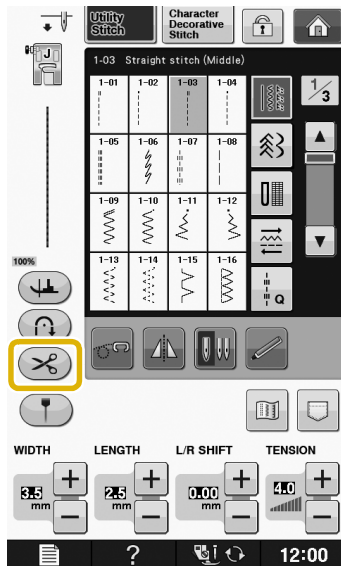 Utility
Stitch
Character
Decorative
Stitch
J
1-03 Straight stitch (Middle)
1-01 1-02 1-03 1-04
1/3
1-05 1-06 1-07 1-08
1-09 1-10 1-11 1-12
100%
1-13 1-14 1-15 1-16
Q
WIDTH LENGTH L/R SHIFT TENSION
3.5 mm + −
2.5 mm + −
0.00 mm + −
4.0 + −
? i 12:00